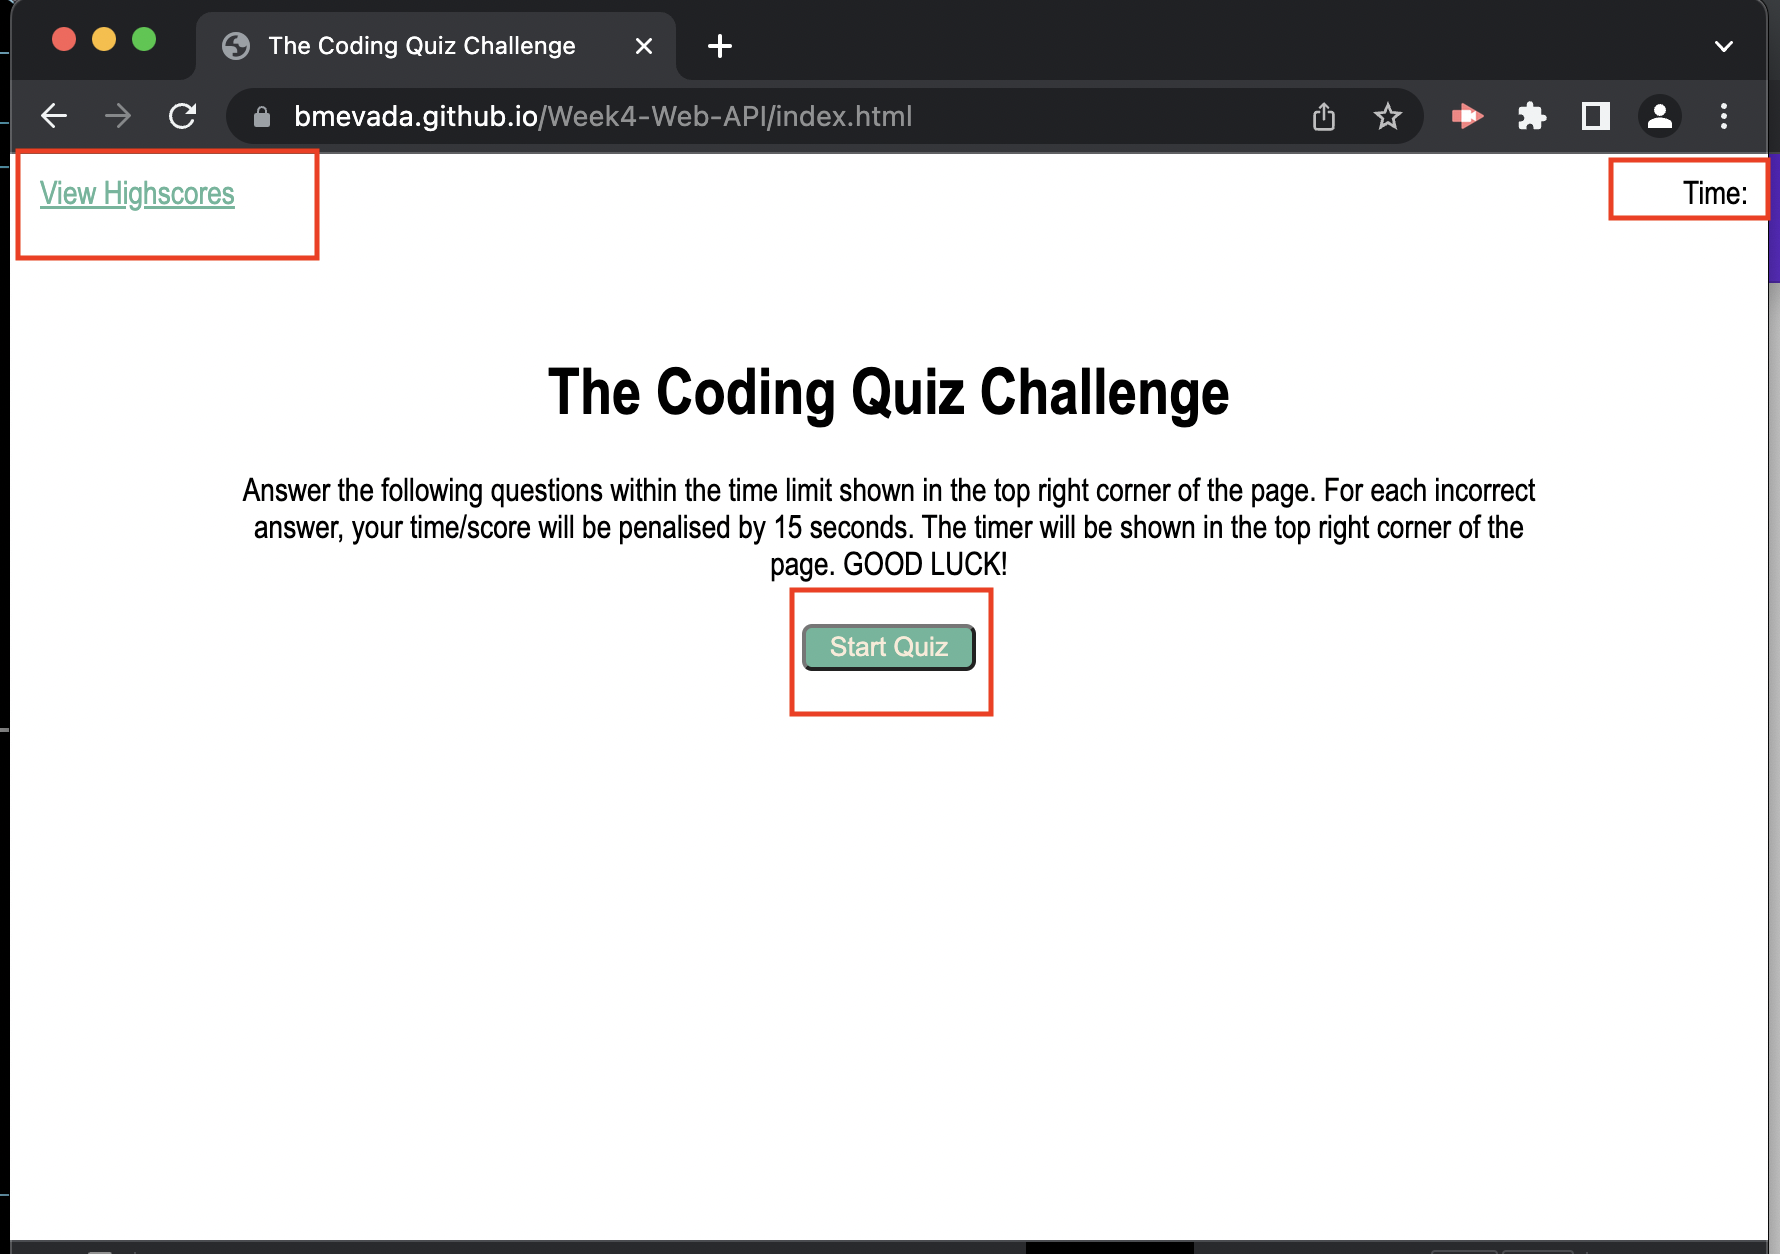 The Coding Quiz Challenge
bmevada.github.io/Week4-Web-API/index.html
View Highscores
Time:
The Coding Quiz Challenge
Answer the following questions within the time limit shown in the top right corner of the page. For each incorrect
answer, your time/score will be penalised by 15 seconds. The timer will be shown in the top right corner of the
page. GOOD LUCK!
Start Quiz